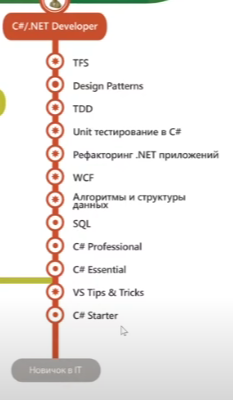 C#/.NET Developer
TFS
Design Patterns
TDD
Unit тестирование в C#
Рефакторинг .NET приложений
WCF
Алгоритмы и структуры
данных
SQL
C# Professional
C# Essential
VS Tips & Tricks
C# Starter
Новичок в IT